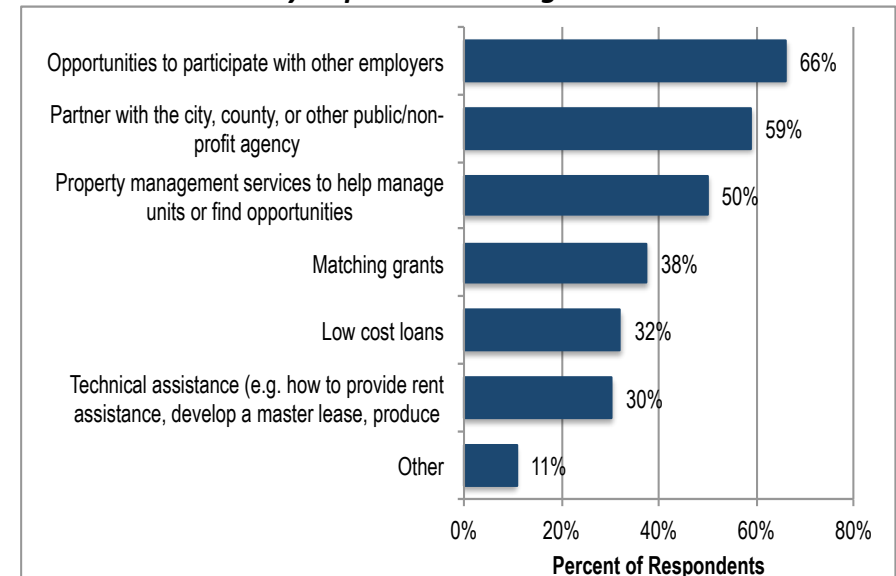 Opportunities to participate with other employers
66%
Partner with the city, county, or other public/non-
profit agency
59%
Property management services to help manage
units or find opportunities
50%
Matching grants
38%
Low cost loans
32%
Technical assistance (e.g. how to provide rent
assistance, develop a master lease, produce
30%
Other
11%
0% 20% 40% 60% 80%
Percent of Respondents